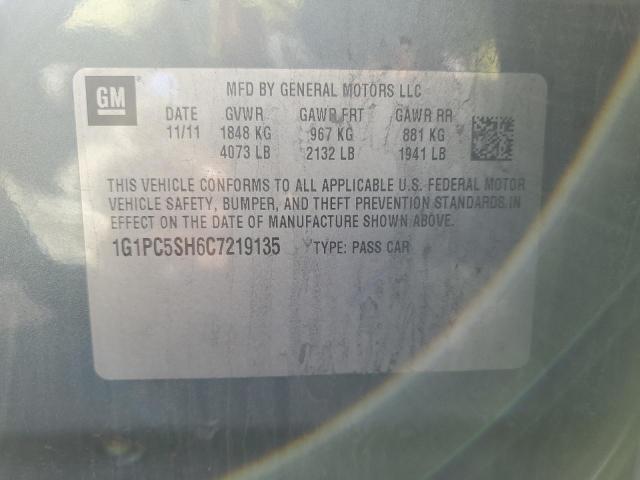 GM
MFD BY GENERAL MOTORS LLC
DATE GVWR GAWR FRT GAWR RR
11/11 1848 KG 967 KG 881 KG
4073 LB 2132 LB 1941 LB
THIS VEHICLE CONFORMS TO ALL APPLICABLE U.S. FEDERAL MOTOR
VEHICLE SAFETY, BUMPER, AND THEFT PREVENTION STANDARDS IN
EFFECT ON THE DATE OF MANUFACTURE SHOWN ABOVE.
1G1PC5SH6C7219135 TYPE: PASS CAR